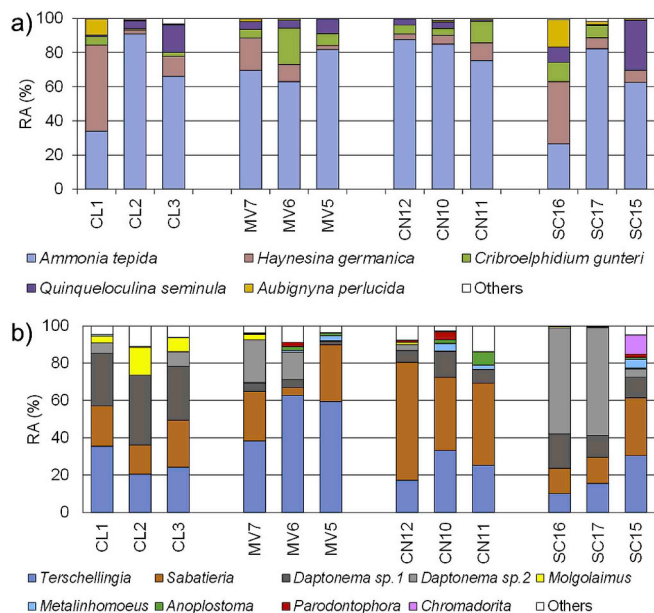 a)
100
80
60
40
20
0
RA (%)
CL1 CL2 CL3 MV7 MV6 MV5 CN12 CN10 CN11 SC16 SC17 SC15
Ammonia tepida Haynesina germanica Cribroelphidium gunteri
Quinqueloculina seminula Aubignyna perlucida Others
b)
100
80
60
40
20
0
RA (%)
CL1 CL2 CL3 MV7 MV6 MV5 CN12 CN10 CN11 SC16 SC17 SC15
Terschellingia Sabatieria Daptonema sp.1 Daptonema sp.2 Molgolaimus
Metalinhomoeus Anoplostoma Parodontophora Chromadorita Others